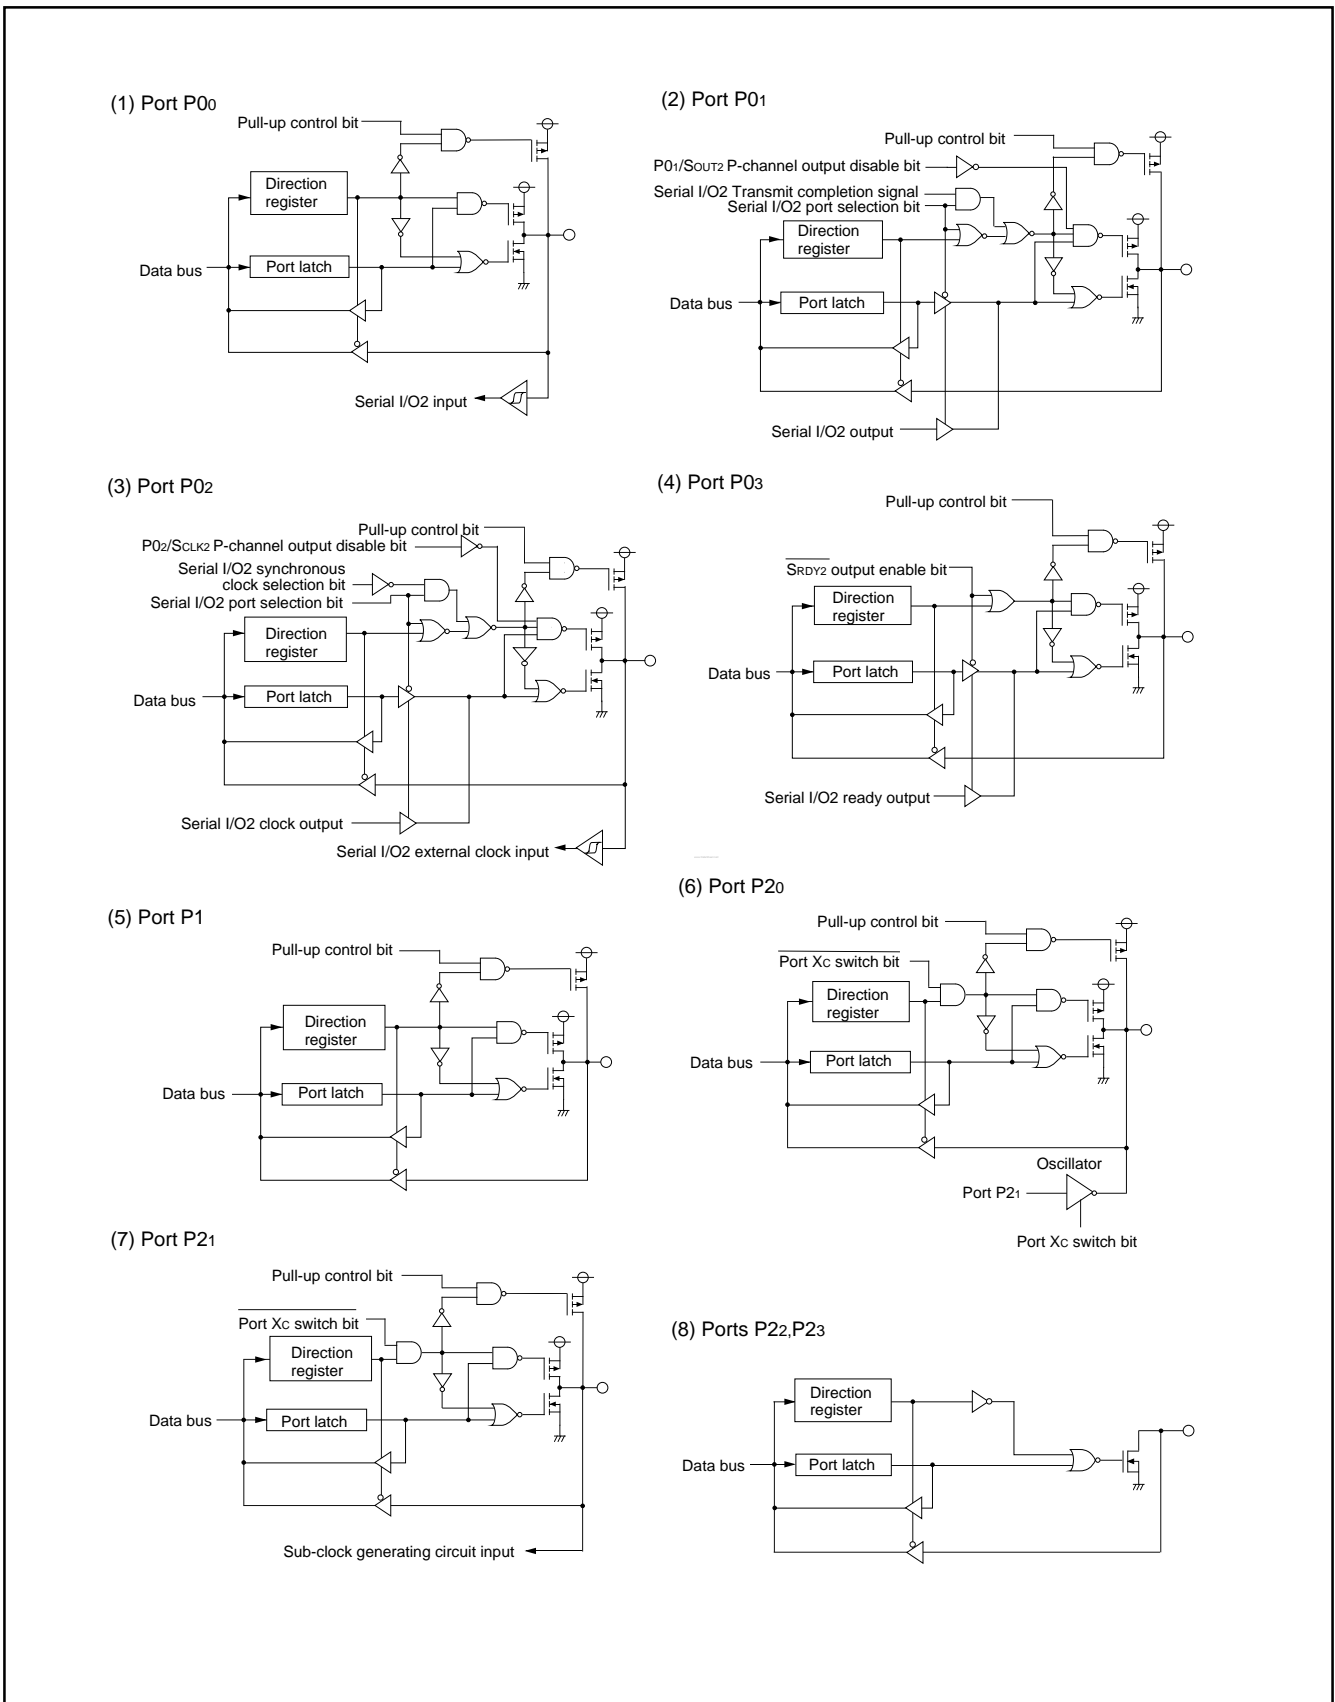 (1) Port P00
Pull-up control bit
Direction
register
Data bus
Port latch
Serial I/O2 input
(2) Port P01
Pull-up control bit
P01/SOUT2 P-channel output disable bit
Serial I/O2 Transmit completion signal
Serial I/O2 port selection bit
Direction
register
Data bus
Port latch
Serial I/O2 output
(3) Port P02
Pull-up control bit
P02/SCLK2 P-channel output disable bit
Serial I/O2 synchronous
clock selection bit
Serial I/O2 port selection bit
Direction
register
Data bus
Port latch
Serial I/O2 clock output
Serial I/O2 external clock input
(4) Port P03
Pull-up control bit
SRDY2 output enable bit
Direction
register
Data bus
Port latch
Serial I/O2 ready output
(5) Port P1
Pull-up control bit
Direction
register
Data bus
Port latch
(6) Port P20
Pull-up control bit
Port XC switch bit
Direction
register
Data bus
Port latch
Oscillator
Port P21
Port XC switch bit
(7) Port P21
Pull-up control bit
Port XC switch bit
Direction
register
Data bus
Port latch
Sub-clock generating circuit input
(8) Ports P22,P23
Direction
register
Data bus
Port latch